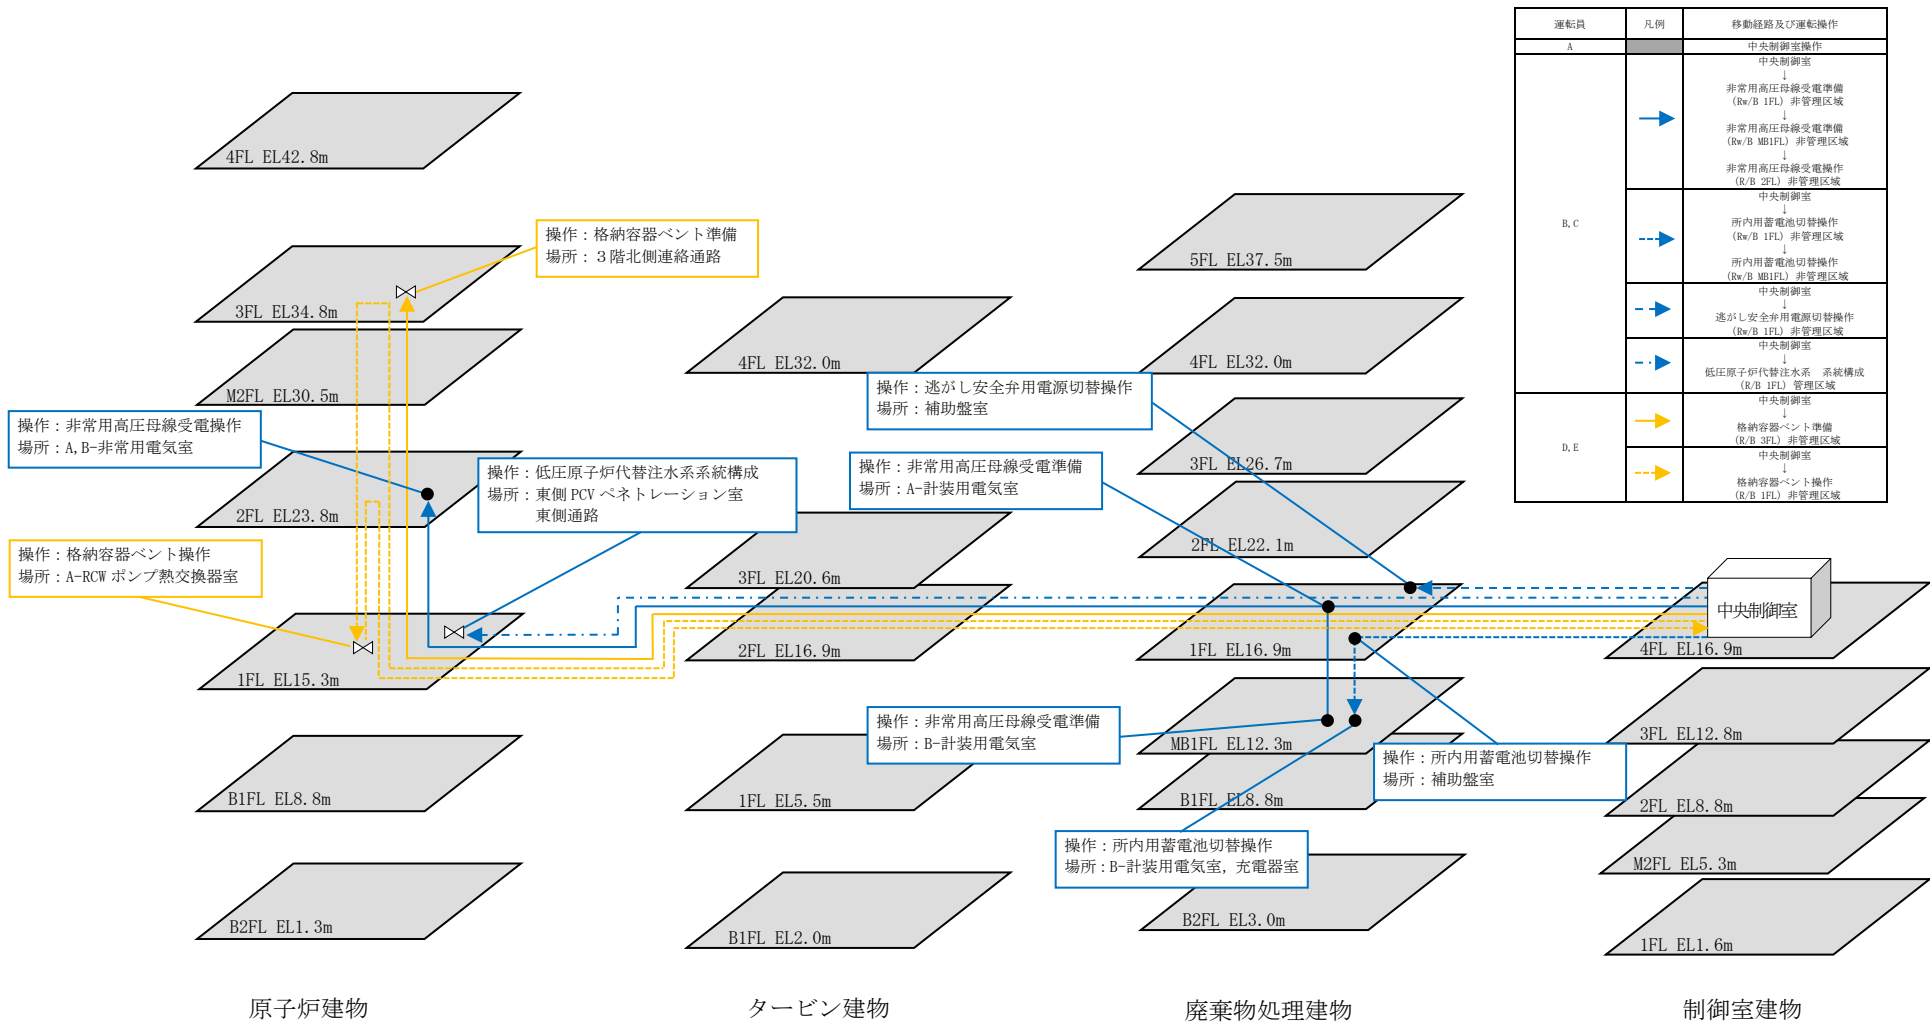 運転員 凡例 移動経路及び運転操作
A 中央制御室操作
B,C
中央制御室
↓
非常用高圧母線受電準備
(Rw/B 1FL) 非管理区域
↓
非常用高圧母線受電準備
(Rw/B MB1FL) 非管理区域
↓
非常用高圧母線受電操作
(R/B 2FL) 非管理区域
中央制御室
↓
所内用蓄電池切替操作
(Rw/B 1FL) 非管理区域
↓
所内用蓄電池切替操作
(Rw/B MB1FL) 非管理区域
中央制御室
↓
逃がし安全弁用電源切替操作
(Rw/B 1FL) 非管理区域
中央制御室
↓
低圧原子炉代替注水系 系統構成
(R/B 1FL) 管理区域
D,E
中央制御室
↓
格納容器ベント準備
(R/B 3FL) 非管理区域
中央制御室
↓
格納容器ベント操作
(R/B 1FL) 非管理区域
4FL EL42.8m
3FL EL34.8m
M2FL EL30.5m
2FL EL23.8m
1FL EL15.3m
B1FL EL8.8m
B2FL EL1.3m
操作：格納容器ベント準備
場所：３階北側連絡通路
操作：非常用高圧母線受電操作
場所：A,B-非常用電気室
操作：低圧原子炉代替注水系系統構成
場所：東側 PCV ペネトレーション室
東側通路
操作：格納容器ベント操作
場所：A-RCW ポンプ熱交換器室
4FL EL32.0m
3FL EL20.6m
2FL EL16.9m
1FL EL5.5m
B1FL EL2.0m
操作：逃がし安全弁用電源切替操作
場所：補助盤室
操作：非常用高圧母線受電準備
場所：A-計装用電気室
操作：非常用高圧母線受電準備
場所：B-計装用電気室
操作：所内用蓄電池切替操作
場所：補助盤室
操作：所内用蓄電池切替操作
場所：B-計装用電気室，充電器室
5FL EL37.5m
4FL EL32.0m
3FL EL26.7m
2FL EL22.1m
1FL EL16.9m
MB1FL EL12.3m
B1FL EL8.8m
B2FL EL3.0m
中央制御室
4FL EL16.9m
3FL EL12.8m
2FL EL8.8m
M2FL EL5.3m
1FL EL1.6m
原子炉建物
タービン建物
廃棄物処理建物
制御室建物